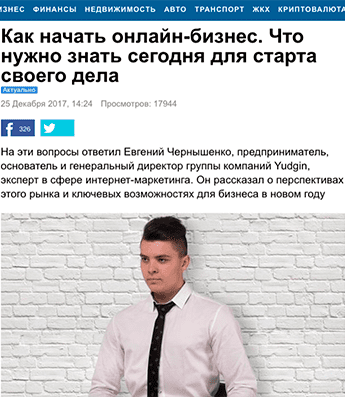 ИЗНЕС ФИНАНСЫ НЕДВИЖИМОСТЬ АВТО ТРАНСПОРТ ЖКХ КРИПТОВАЛЮТА
Как начать онлайн-бизнес. Что
нужно знать сегодня для старта
своего дела
Актуально
25 Декабря 2017, 14:24 Просмотров: 17944
326
На эти вопросы ответил Евгений Чернышенко, предприниматель,
основатель и генеральный директор группы компаний Yudgin,
эксперт в сфере интернет-маркетинга. Он рассказал о перспективах
этого рынка и ключевых возможностях для бизнеса в новом году